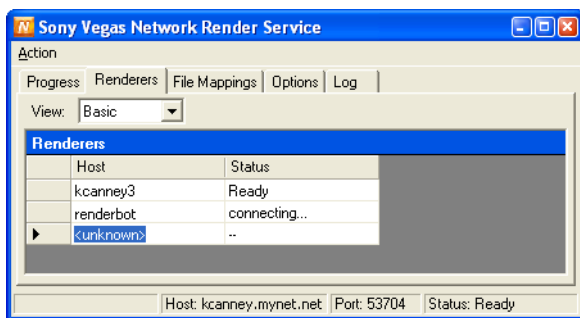 Sony Vegas Network Render Service
Action
Progress Renderers File Mappings Options Log
View: Basic
Renderers
Host Status
kcanney3 Ready
renderbot connecting...
<unknown> --
Host: kcanney.mynet.net Port: 53704 Status: Ready